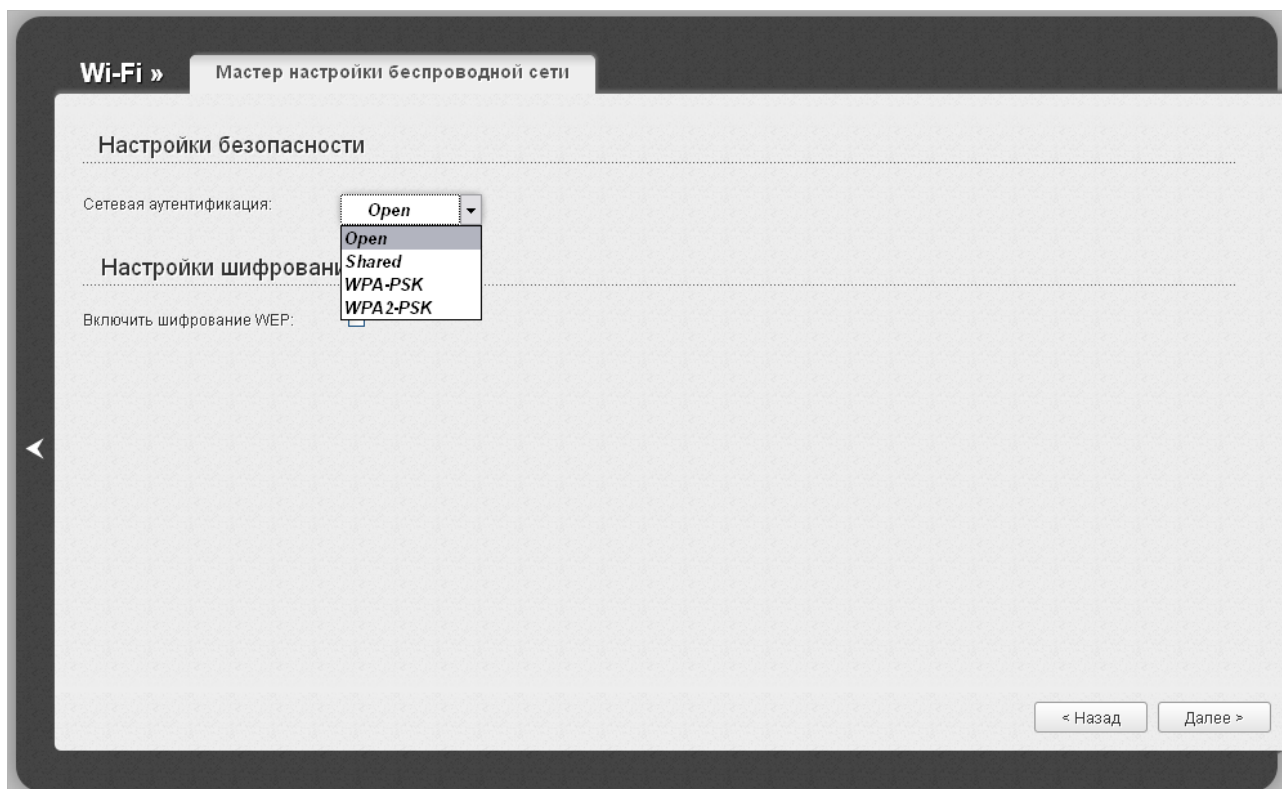 Wi-Fi » Мастер настройки беспроводной сети
Настройки безопасности
Сетевая аутентификация: Open
Open
Shared
WPA-PSK
WPA2-PSK
Настройки шифровани
Включить шифрование WEP:
< Назад Далее >